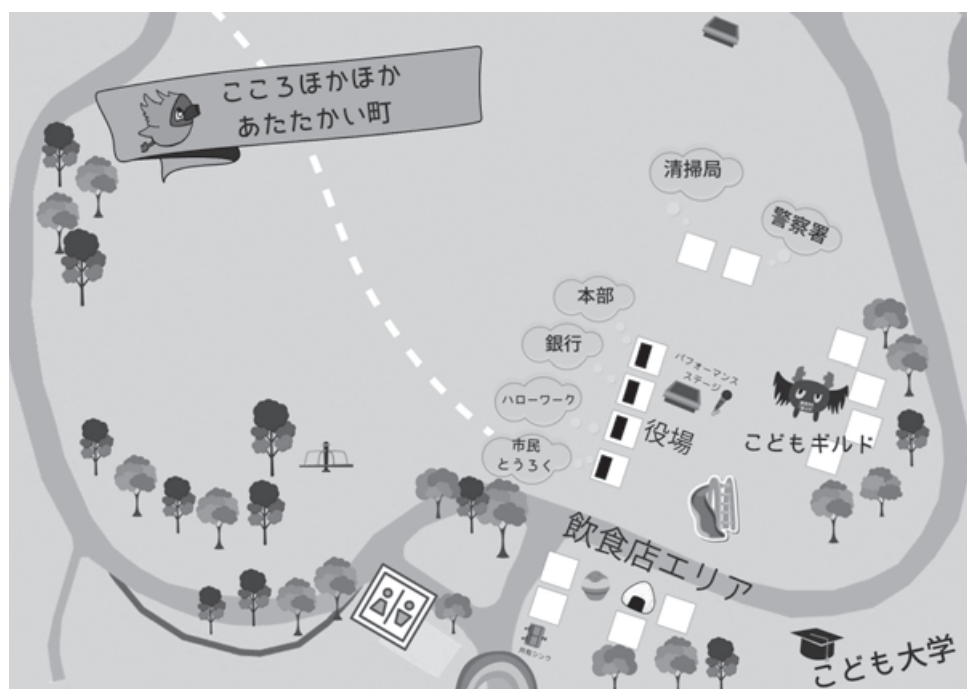 こころほかほか
あたたかい町
清掃局
警察署
本部
銀行
パフォーマンス
ステージ
ハローワーク
役場
こどもギルド
市民
とうろく
飲食店エリア
こども大学